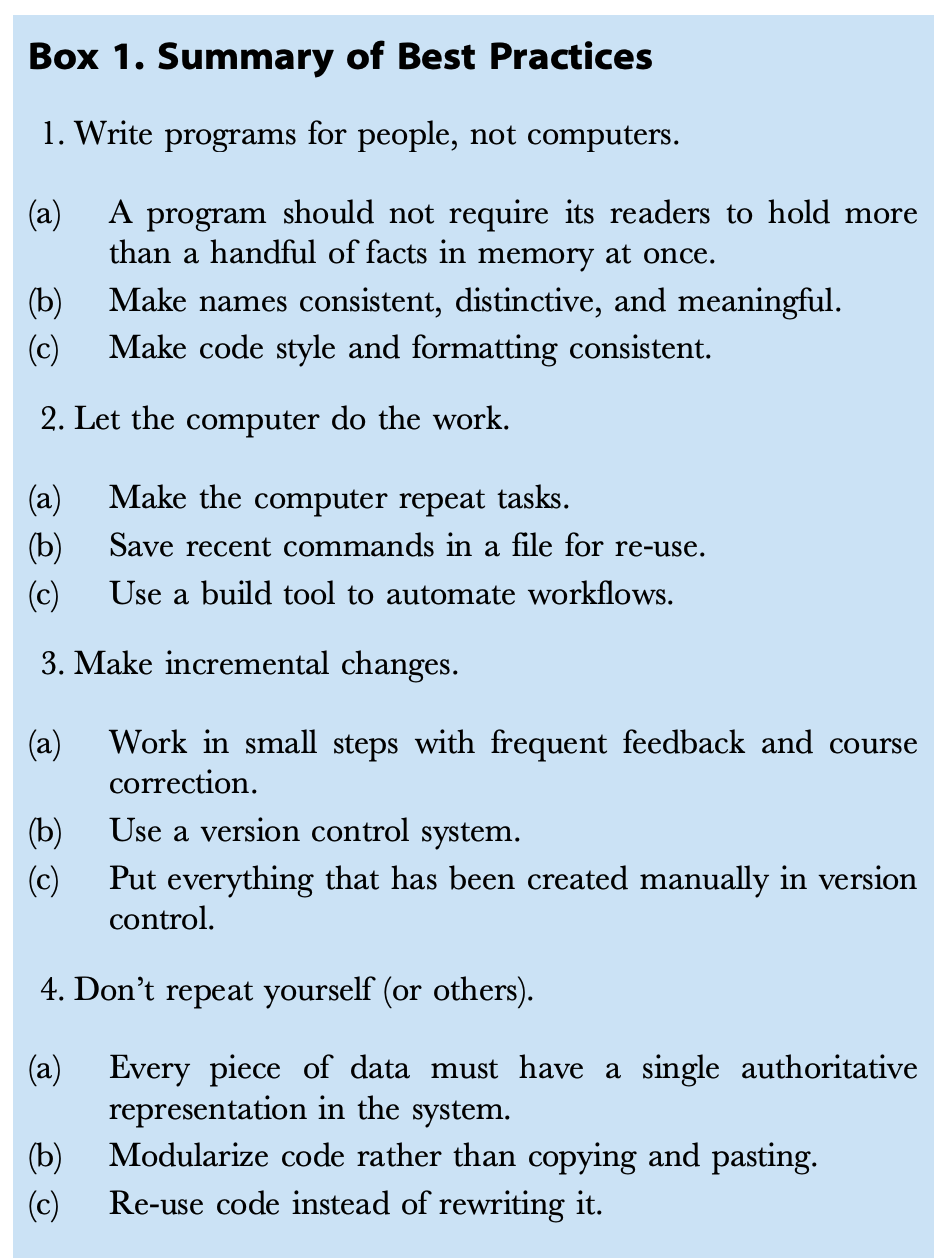 Box 1. Summary of Best Practices
1. Write programs for people, not computers.
(a) A program should not require its readers to hold more
than a handful of facts in memory at once.
(b) Make names consistent, distinctive, and meaningful.
(c) Make code style and formatting consistent.
2. Let the computer do the work.
(a) Make the computer repeat tasks.
(b) Save recent commands in a file for re-use.
(c) Use a build tool to automate workflows.
3. Make incremental changes.
(a) Work in small steps with frequent feedback and course
correction.
(b) Use a version control system.
(c) Put everything that has been created manually in version
control.
4. Don’t repeat yourself (or others).
(a) Every piece of data must have a single authoritative
representation in the system.
(b) Modularize code rather than copying and pasting.
(c) Re-use code instead of rewriting it.